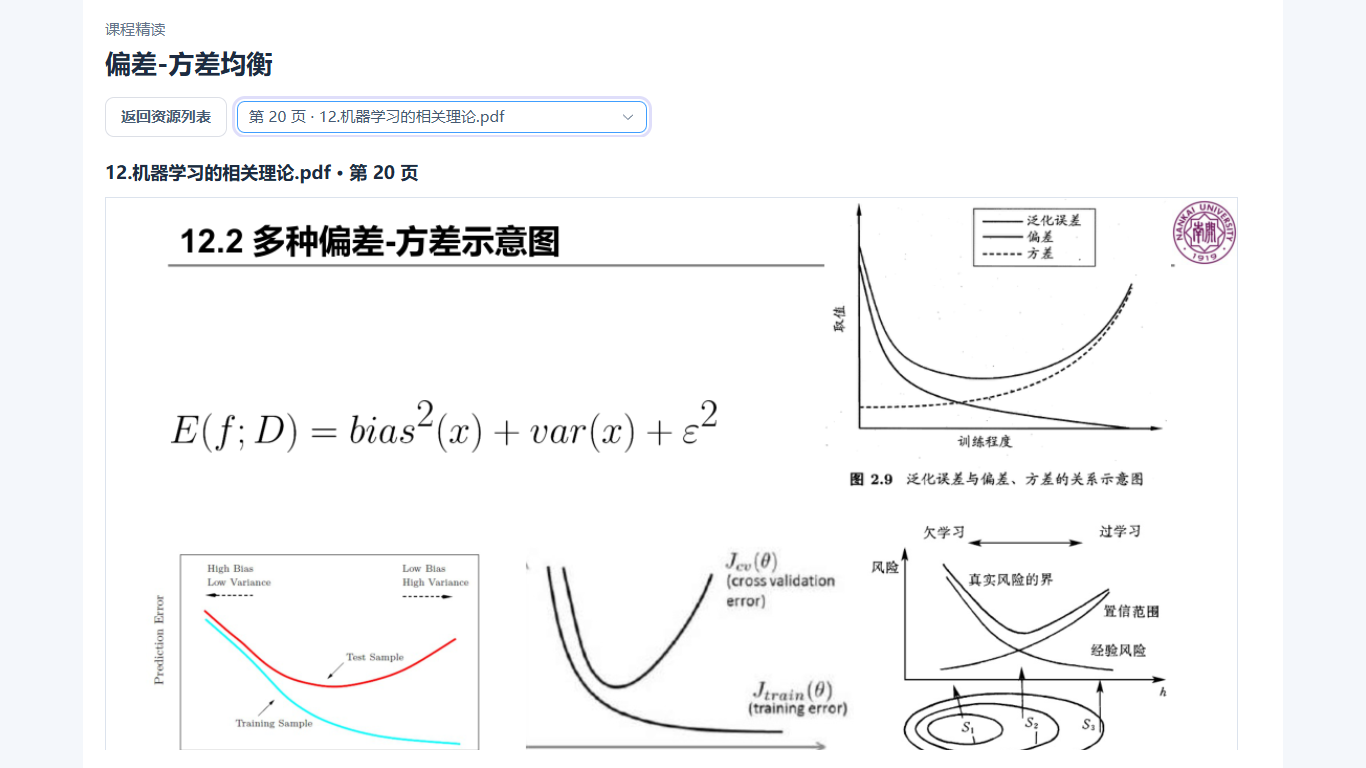 课程精读
偏差-方差均衡
返回资源列表
第 20 页 · 12.机器学习的相关理论.pdf
12.机器学习的相关理论.pdf • 第 20 页
12.2 多种偏差-方差示意图
NANKAI UNIVERSITY
南開
1919
泛化误差
偏差
方差
取值
训练程度
图 2.9 泛化误差与偏差、方差的关系示意图
E(f; D) = bias²(x) + var(x) + ε²
High Bias
Low Variance
Low Bias
High Variance
Prediction Error
Test Sample
Training Sample
J_cv(θ)
(cross validation
error)
J_train(θ)
(training error)
欠学习
过学习
风险
真实风险的界
置信范围
经验风险
h
S₁
S₂
S₃